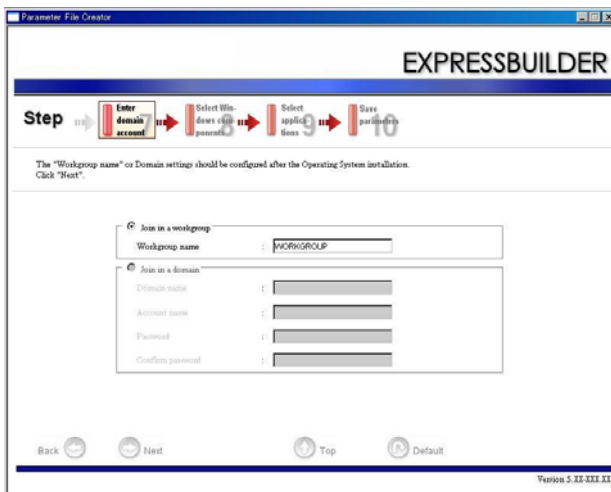 Parameter File Creator
EXPRESSBUILDER
Step
7
Enter
domain
account
8
Select Win-
dows com-
ponents
9
Select
applica-
tions
10
Save
parameters
The "Workgroup name" or Domain settings should be configured after the Operating System installation.
Click "Next".
Join in a workgroup
Workgroup name : WORKGROUP
Join in a domain
Domain name :
Account name :
Password :
Confirm password :
Back Next Top Default
Version 5.XX-XXX.XX